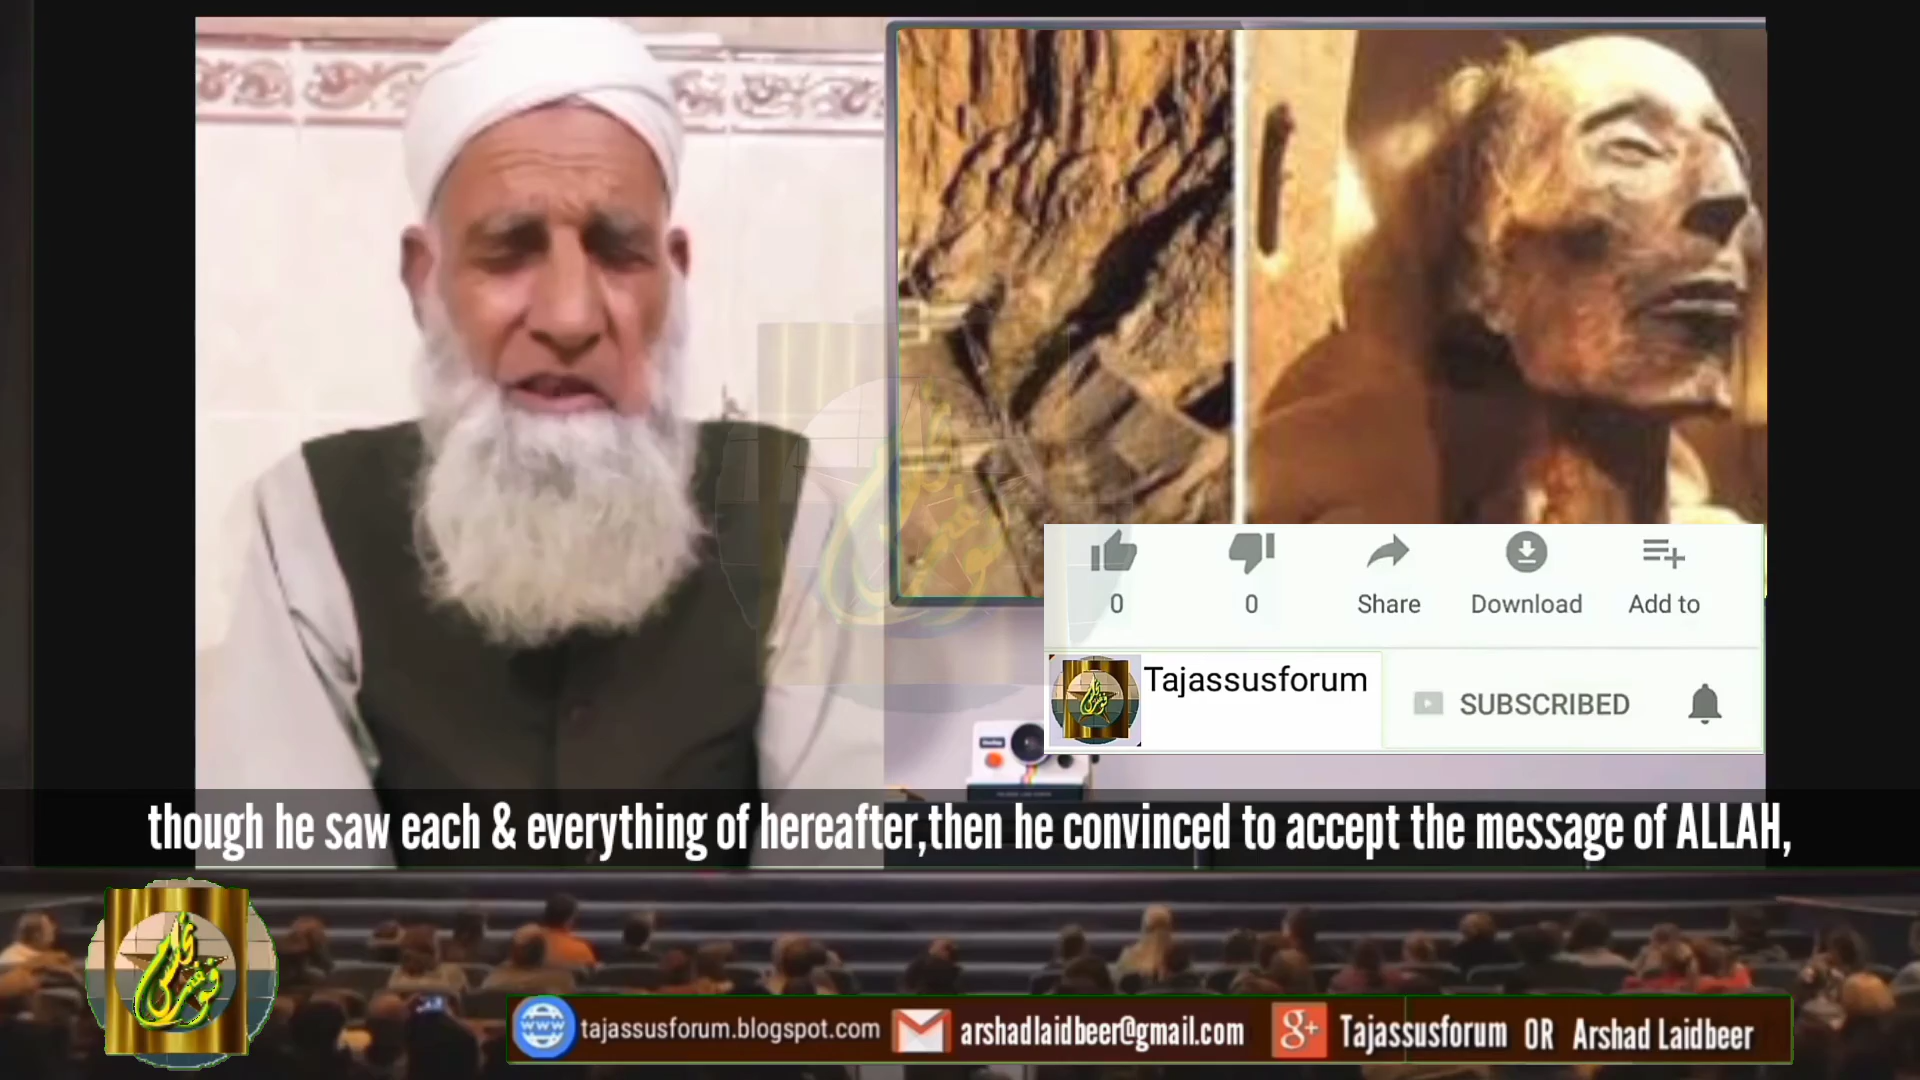 0
0
Share
Download
Add to
Tajassusforum
SUBSCRIBED
though he saw each & everything of hereafter,then he convinced to accept the message of ALLAH,
www
tajassusforum.blogspot.com
arshadlaidbeer@gmail.com
g+
Tajassusforum OR Arshad Laidbeer